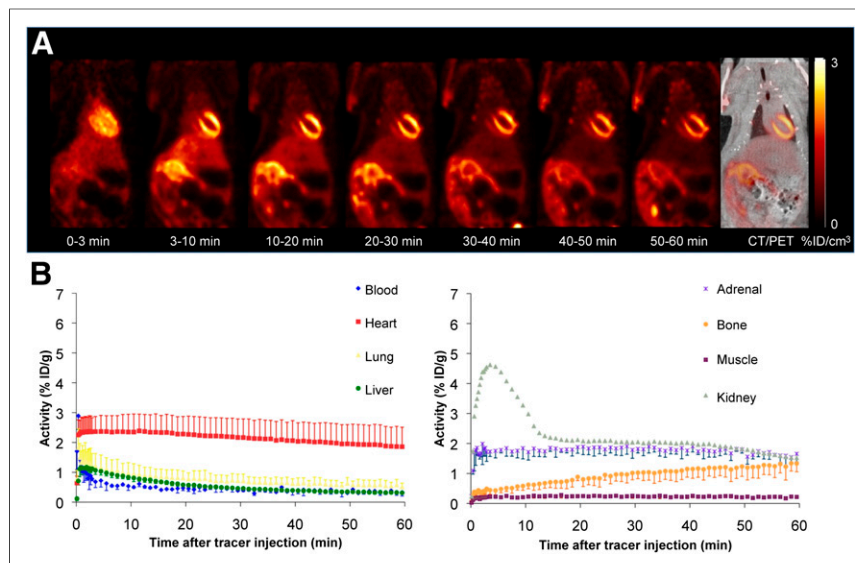 A
3
0
0-3 min 3-10 min 10-20 min 20-30 min 30-40 min 40-50 min 50-60 min CT/PET %ID/cm³
B
7
6
5
4
3
2
1
0
Activity (% ID/g)
Blood
Heart
Lung
Liver
0 10 20 30 40 50 60
Time after tracer injection (min)
7
6
5
4
3
2
1
0
Activity (% ID/g)
Adrenal
Bone
Muscle
Kidney
0 10 20 30 40 50 60
Time after tracer injection (min)